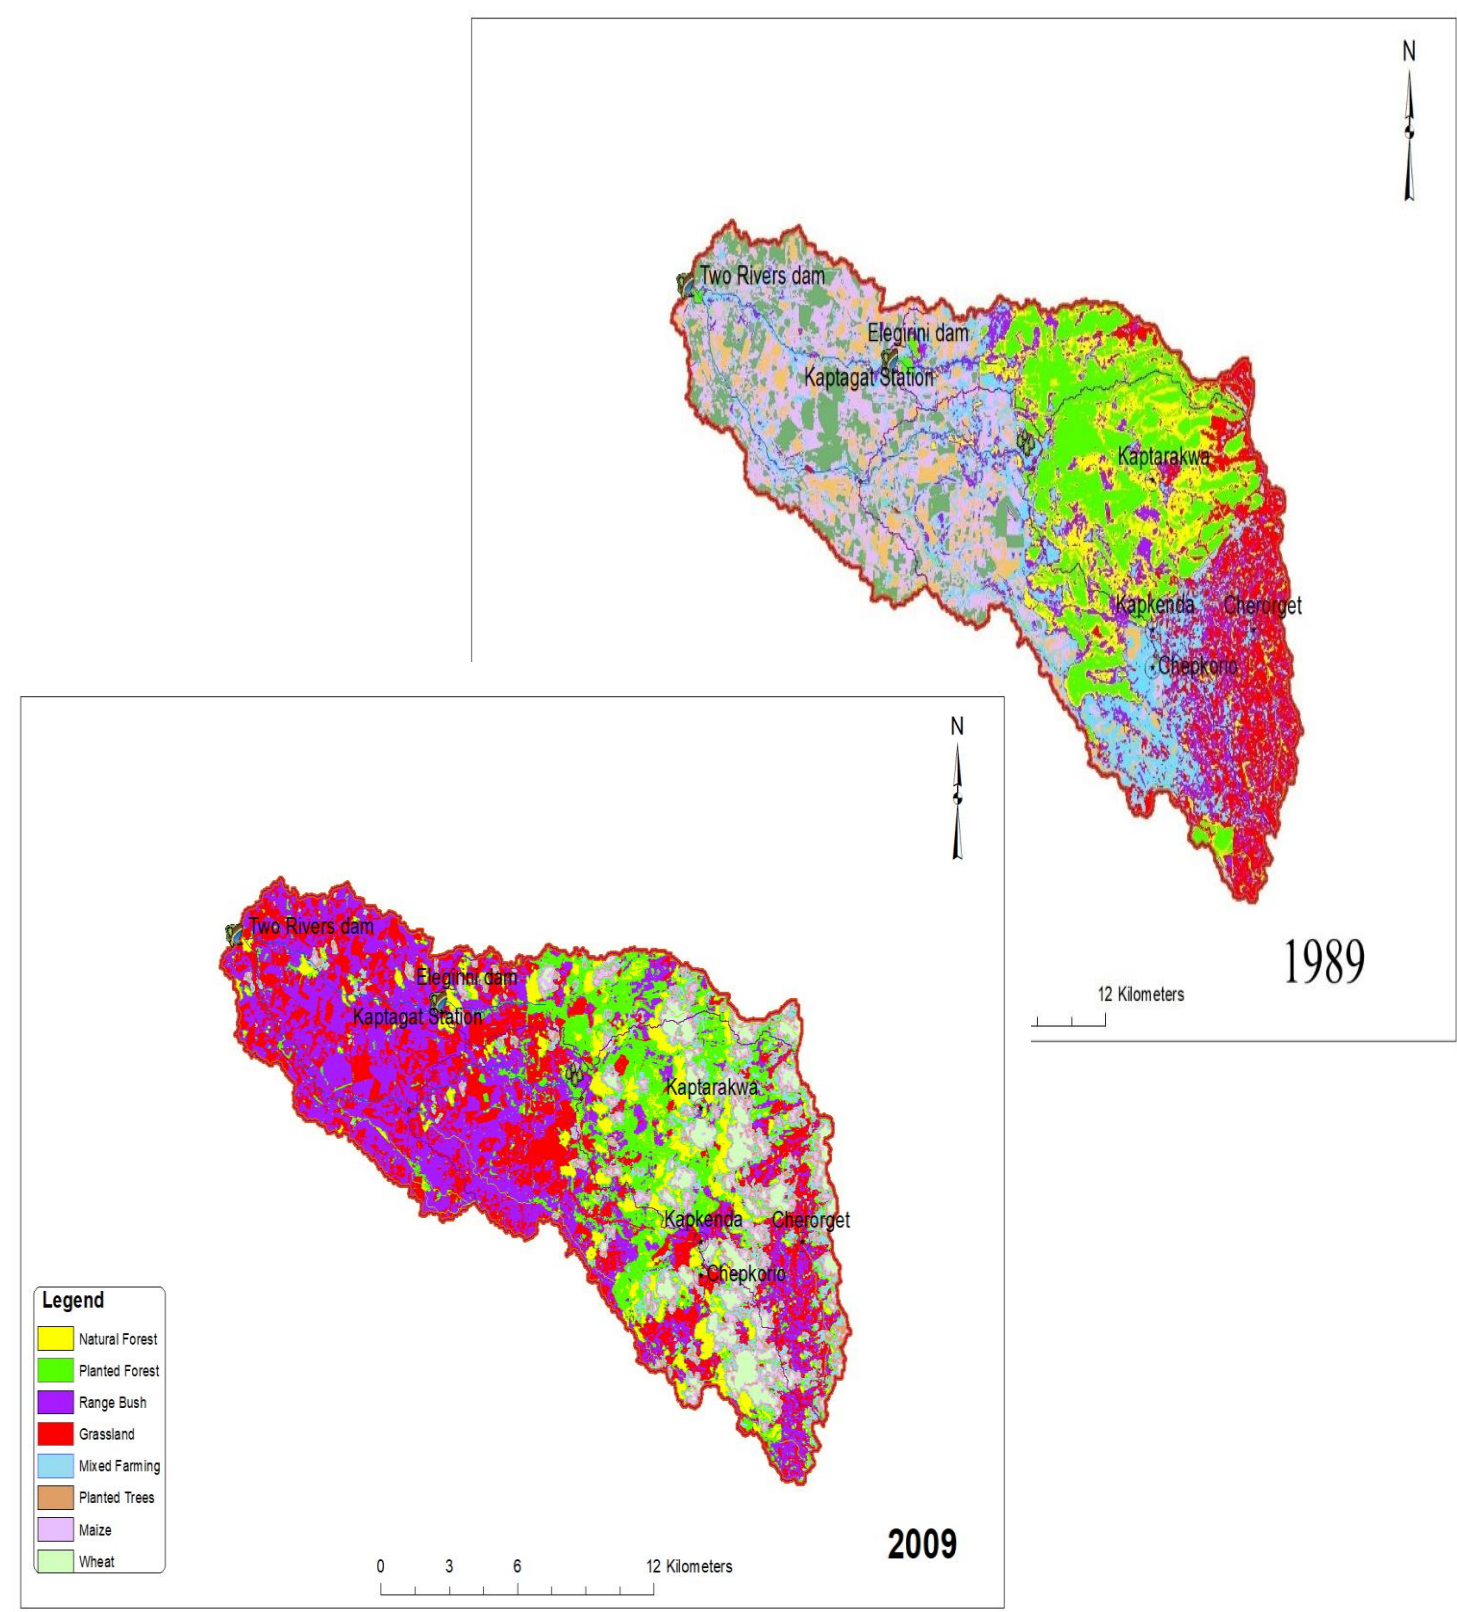 N
Two Rivers dam
Elegirini dam
Kaptagat Station
Kaptarakwa
Kapkenda
Cherorget
Chepkorio
1989
12 Kilometers
N
Two Rivers dam
Elegirini dam
Kaptagat Station
Kaptarakwa
Kapkenda
Cherorget
Chepkorio
Legend
Natural Forest
Planted Forest
Range Bush
Grassland
Mixed Farming
Planted Trees
Maize
Wheat
2009
0 3 6 12 Kilometers